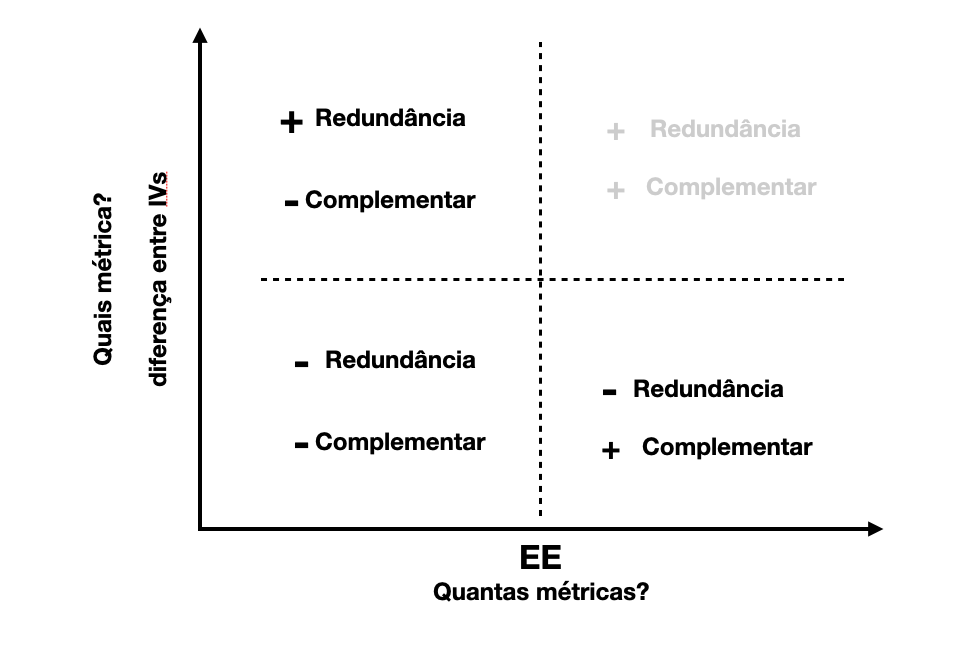 Quais métrica?
diferença entre IVs
+ Redundância
- Complementar
+ Redundância
+ Complementar
- Redundância
- Complementar
- Redundância
+ Complementar
EE
Quantas métricas?